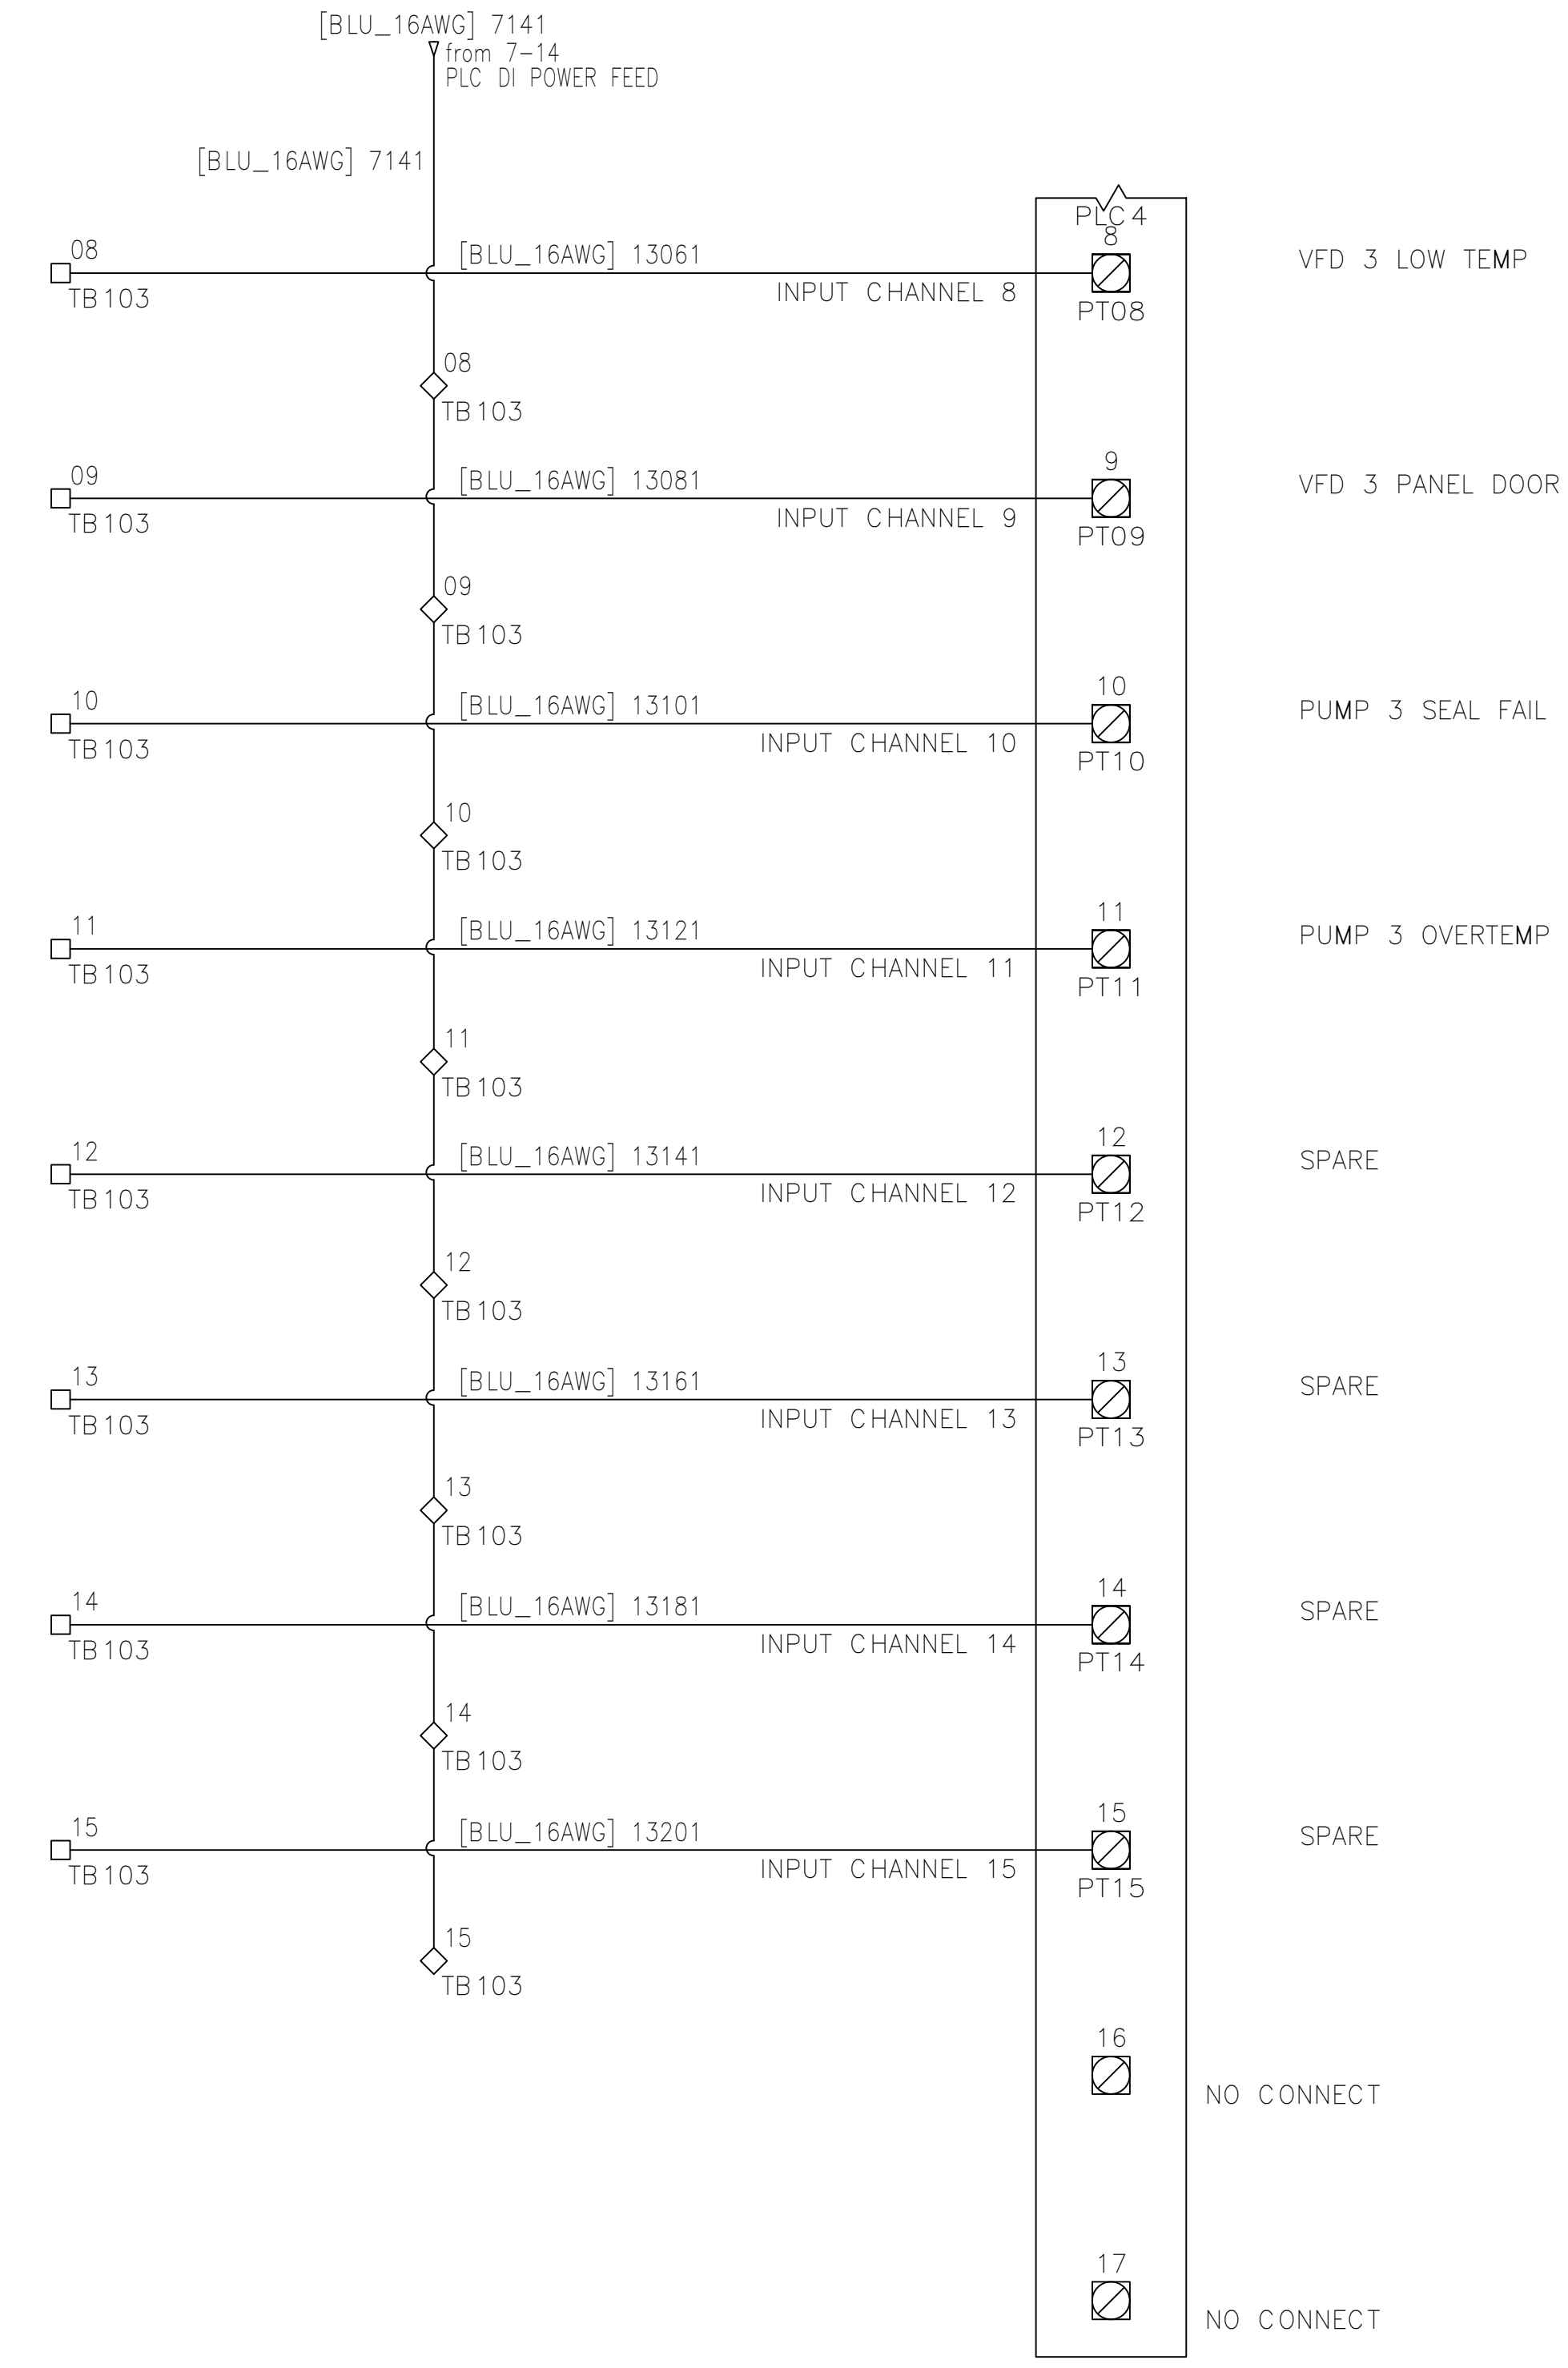 [BLU_16AWG] 7141
from 7-14
PLC DI POWER FEED
[BLU_16AWG] 7141
PLC4
8
08
[BLU_16AWG] 13061
VFD 3 LOW TEMP
TB103
INPUT CHANNEL 8
PT08
08
TB103
9
09
[BLU_16AWG] 13081
VFD 3 PANEL DOOR
TB103
INPUT CHANNEL 9
PT09
09
TB103
10
10
[BLU_16AWG] 13101
PUMP 3 SEAL FAIL
TB103
INPUT CHANNEL 10
PT10
10
TB103
11
11
[BLU_16AWG] 13121
PUMP 3 OVERTEMP
TB103
INPUT CHANNEL 11
PT11
11
TB103
12
12
[BLU_16AWG] 13141
SPARE
TB103
INPUT CHANNEL 12
PT12
12
TB103
13
13
[BLU_16AWG] 13161
SPARE
TB103
INPUT CHANNEL 13
PT13
13
TB103
14
14
[BLU_16AWG] 13181
SPARE
TB103
INPUT CHANNEL 14
PT14
14
TB103
15
15
[BLU_16AWG] 13201
SPARE
TB103
INPUT CHANNEL 15
PT15
15
TB103
16
NO CONNECT
17
NO CONNECT